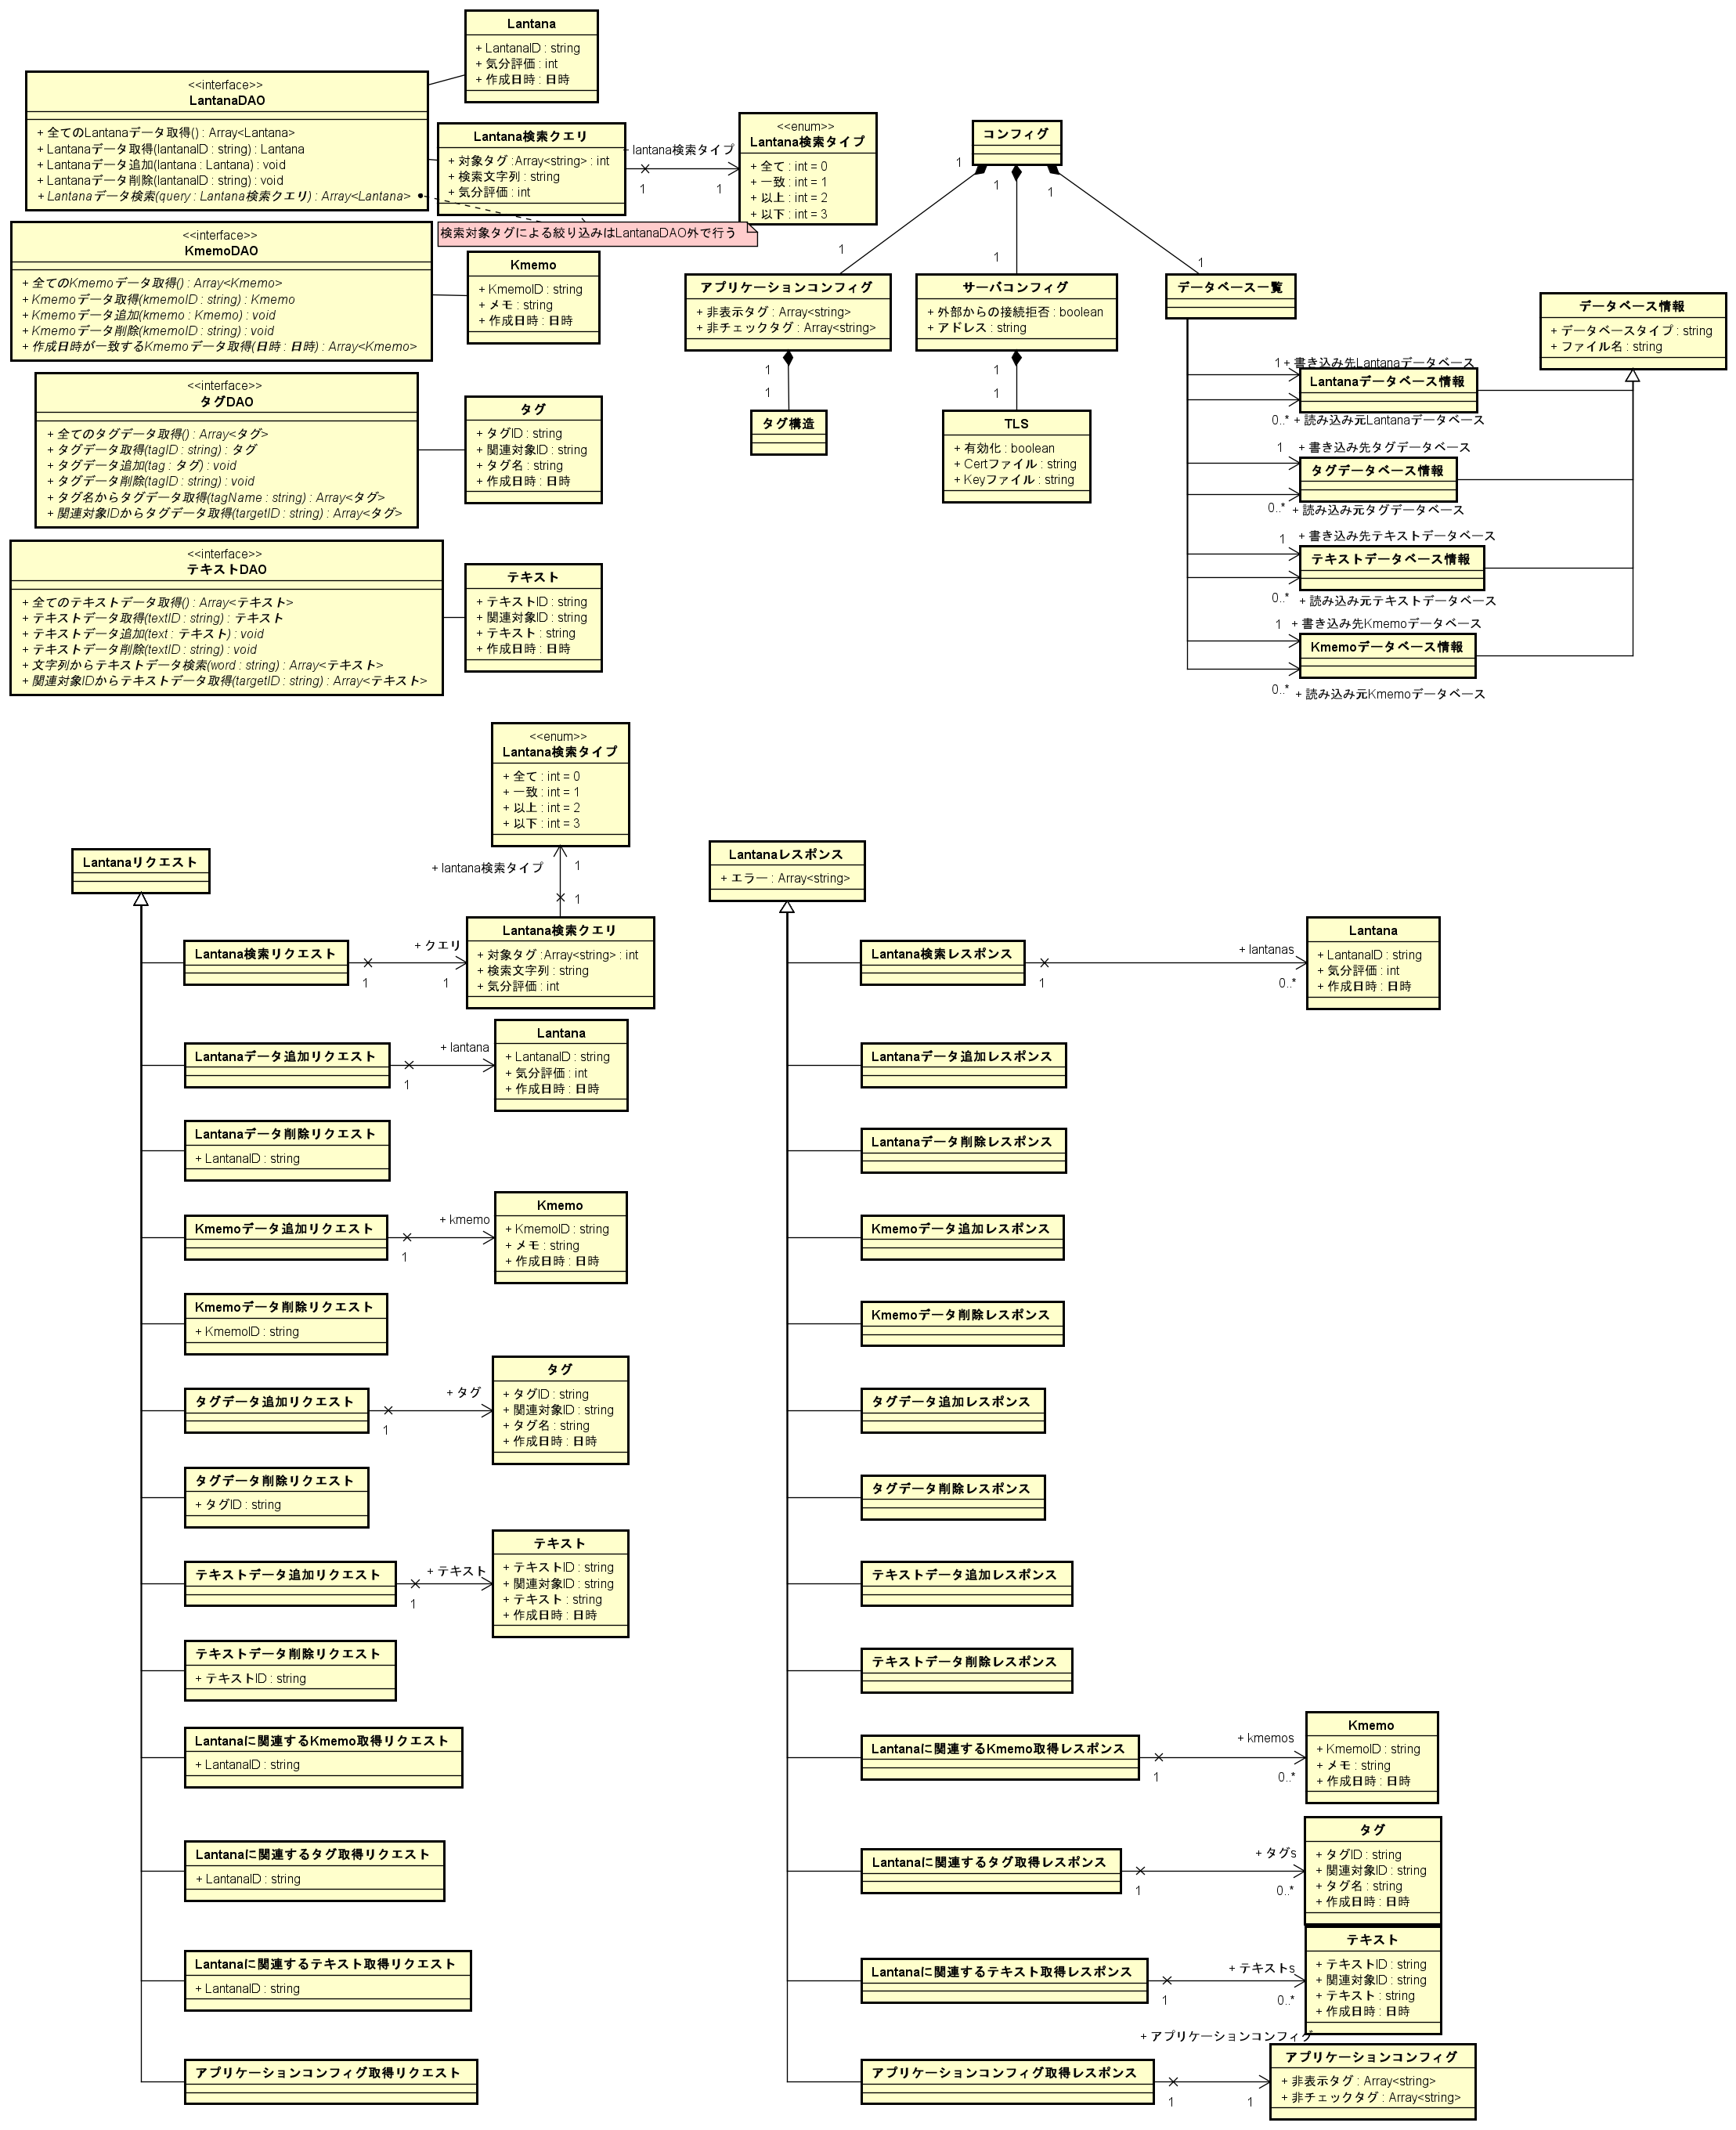 Lantana
+ LantanaID : string
+ 気分評価 : int
+ 作成日時 : 日時
<<interface>>
LantanaDAO
+ 全てのLantanaデータ取得() : Array<Lantana>
+ Lantanaデータ取得(lantanaID : string) : Lantana
+ Lantanaデータ追加(lantana : Lantana) : void
+ Lantanaデータ削除(lantanaID : string) : void
+ Lantanaデータ検索(query : Lantana検索クエリ) : Array<Lantana>
Lantana検索クエリ
+ 対象タグ :Array<string> : int
+ 検索文字列 : string
+ 気分評価 : int
lantana検索タイプ
1
1
<<enum>>
Lantana検索タイプ
+ 全て : int = 0
+ 一致 : int = 1
+ 以上 : int = 2
+ 以下 : int = 3
検索対象タグによる絞り込みはLantanaDAO外で行う
<<interface>>
KmemoDAO
+ 全てのKmemoデータ取得() : Array<Kmemo>
+ Kmemoデータ取得(kmemoID : string) : Kmemo
+ Kmemoデータ追加(kmemo : Kmemo) : void
+ Kmemoデータ削除(kmemoID : string) : void
+ 作成日時が一致するKmemoデータ取得(日時 : 日時) : Array<Kmemo>
Kmemo
+ KmemoID : string
+ メモ : string
+ 作成日時 : 日時
<<interface>>
タグDAO
+ 全てのタグデータ取得() : Array<タグ>
+ タグデータ取得(tagID : string) : タグ
+ タグデータ追加(tag : タグ) : void
+ タグデータ削除(tagID : string) : void
+ タグ名からタグデータ取得(tagName : string) : Array<タグ>
+ 関連対象IDからタグデータ取得(targetID : string) : Array<タグ>
タグ
+ タグID : string
+ 関連対象ID : string
+ タグ名 : string
+ 作成日時 : 日時
<<interface>>
テキストDAO
+ 全てのテキストデータ取得() : Array<テキスト>
+ テキストデータ取得(textID : string) : テキスト
+ テキストデータ追加(text : テキスト) : void
+ テキストデータ削除(textID : string) : void
+ 文字列からテキストデータ検索(word : string) : Array<テキスト>
+ 関連対象IDからテキストデータ取得(targetID : string) : Array<テキスト>
テキスト
+ テキストID : string
+ 関連対象ID : string
+ テキスト : string
+ 作成日時 : 日時
コンフィグ
1
1
1
1
1
1
アプリケーションコンフィグ
+ 非表示タグ : Array<string>
+ 非チェックタグ : Array<string>
1
1
タグ構造
サーバコンフィグ
+ 外部からの接続拒否 : boolean
+ アドレス : string
1
1
TLS
+ 有効化 : boolean
+ Certファイル : string
+ Keyファイル : string
データベース一覧
データベース情報
+ データベースタイプ : string
+ ファイル名 : string
1 + 書き込み先Lantanaデータベース
Lantanaデータベース情報
0..* + 読み込み元Lantanaデータベース
1 + 書き込み先タグデータベース
タグデータベース情報
0..* + 読み込み元タグデータベース
1 + 書き込み先テキストデータベース
テキストデータベース情報
0..* + 読み込み元テキストデータベース
1 + 書き込み先Kmemoデータベース
Kmemoデータベース情報
0..* + 読み込み元Kmemoデータベース
<<enum>>
Lantana検索タイプ
+ 全て : int = 0
+ 一致 : int = 1
+ 以上 : int = 2
+ 以下 : int = 3
+ lantana検索タイプ
1
1
Lantanaリクエスト
Lantana検索リクエスト
+ クエリ
1
1
Lantana検索クエリ
+ 対象タグ :Array<string> : int
+ 検索文字列 : string
+ 気分評価 : int
Lantanaデータ追加リクエスト
+ lantana
1
Lantana
+ LantanaID : string
+ 気分評価 : int
+ 作成日時 : 日時
Lantanaデータ削除リクエスト
+ LantanaID : string
Kmemoデータ追加リクエスト
+ kmemo
1
Kmemo
+ KmemoID : string
+ メモ : string
+ 作成日時 : 日時
Kmemoデータ削除リクエスト
+ KmemoID : string
タグデータ追加リクエスト
+ タグ
1
タグ
+ タグID : string
+ 関連対象ID : string
+ タグ名 : string
+ 作成日時 : 日時
タグデータ削除リクエスト
+ タグID : string
テキストデータ追加リクエスト
+ テキスト
1
テキスト
+ テキストID : string
+ 関連対象ID : string
+ テキスト : string
+ 作成日時 : 日時
テキストデータ削除リクエスト
+ テキストID : string
Lantanaに関連するKmemo取得リクエスト
+ LantanaID : string
Lantanaに関連するタグ取得リクエスト
+ LantanaID : string
Lantanaに関連するテキスト取得リクエスト
+ LantanaID : string
アプリケーションコンフィグ取得リクエスト
Lantanaレスポンス
+ エラー : Array<string>
Lantana検索レスポンス
+ lantanas
1
0..*
Lantana
+ LantanaID : string
+ 気分評価 : int
+ 作成日時 : 日時
Lantanaデータ追加レスポンス
Lantanaデータ削除レスポンス
Kmemoデータ追加レスポンス
Kmemoデータ削除レスポンス
タグデータ追加レスポンス
タグデータ削除レスポンス
テキストデータ追加レスポンス
テキストデータ削除レスポンス
Lantanaに関連するKmemo取得レスポンス
+ kmemos
1
0..*
Kmemo
+ KmemoID : string
+ メモ : string
+ 作成日時 : 日時
Lantanaに関連するタグ取得レスポンス
+ タグs
1
0..*
タグ
+ タグID : string
+ 関連対象ID : string
+ タグ名 : string
+ 作成日時 : 日時
Lantanaに関連するテキスト取得レスポンス
+ テキストs
1
0..*
テキスト
+ テキストID : string
+ 関連対象ID : string
+ テキスト : string
+ 作成日時 : 日時
アプリケーションコンフィグ取得レスポンス
+ アプリケーションコンフィグ
1
1
アプリケーションコンフィグ
+ 非表示タグ : Array<string>
+ 非チェックタグ : Array<string>